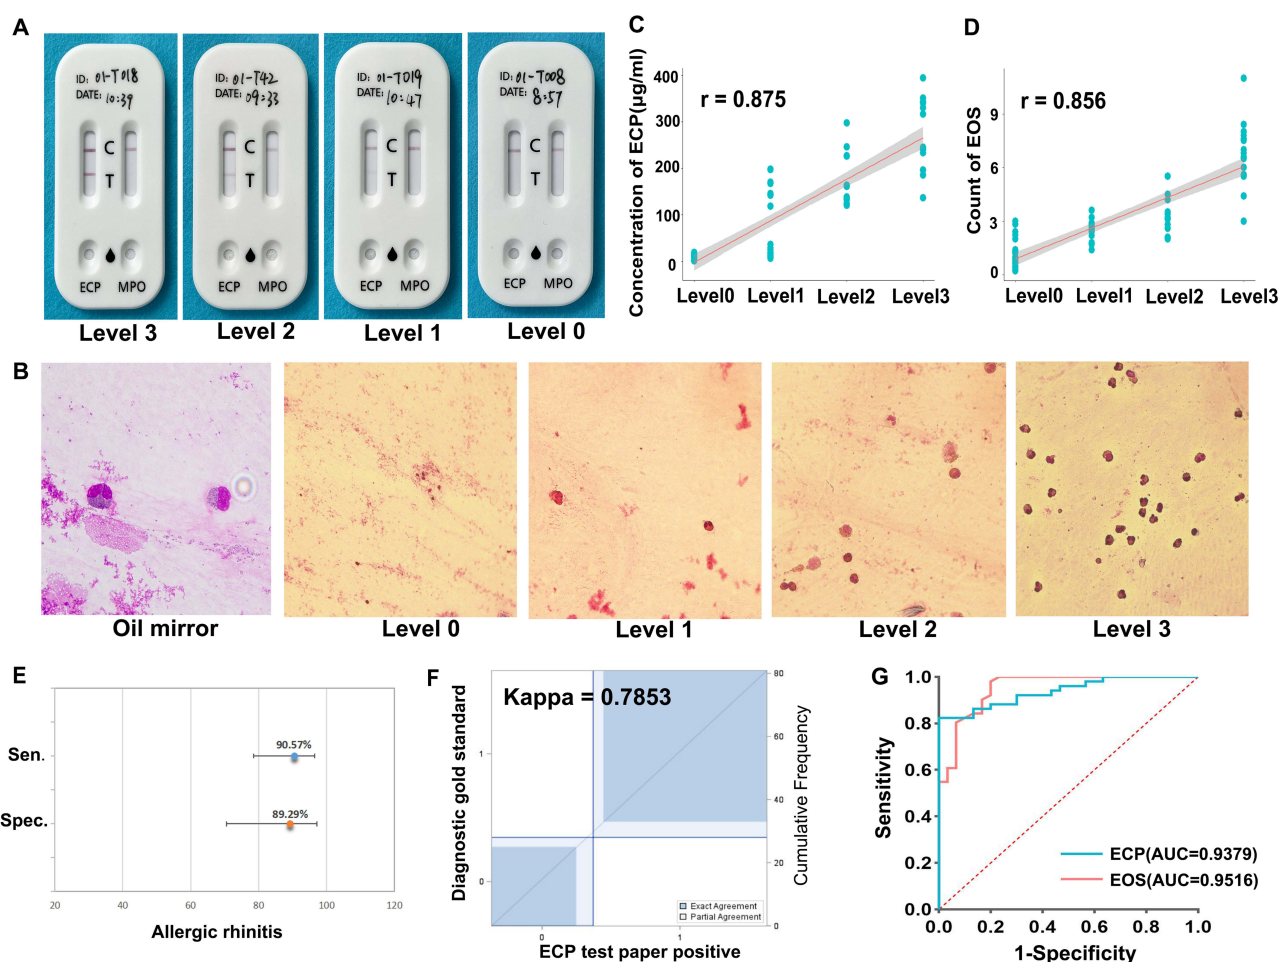 A
ID: 01-T018
DATE: 10:39
C
T
ECP MPO
Level 3
ID: 01-T42
DATE: 09:33
C
T
ECP MPO
Level 2
ID: 01-T019
DATE: 10:47
C
T
ECP MPO
Level 1
ID: 01-T008
DATE: 8:57
C
T
ECP MPO
Level 0
C
r = 0.875
Concentration of ECP(μg/ml)
400
300
200
100
0
Level0 Level1 Level2 Level3
D
r = 0.856
Count of EOS
9
6
3
0
Level0 Level1 Level2 Level3
B
Oil mirror
Level 0
Level 1
Level 2
Level 3
E
Sen.
90.57%
Spec.
89.29%
20 40 60 80 100 120
Allergic rhinitis
F
Kappa = 0.7853
Diagnostic gold standard
1
0
80
60
40
20
0
Cumulative Frequency
Exact Agreement
Partial Agreement
0 1
ECP test paper positive
G
1.0
0.8
0.6
0.4
0.2
0.0
Sensitivity
ECP(AUC=0.9379)
EOS(AUC=0.9516)
0.0 0.2 0.4 0.6 0.8 1.0
1-Specificity